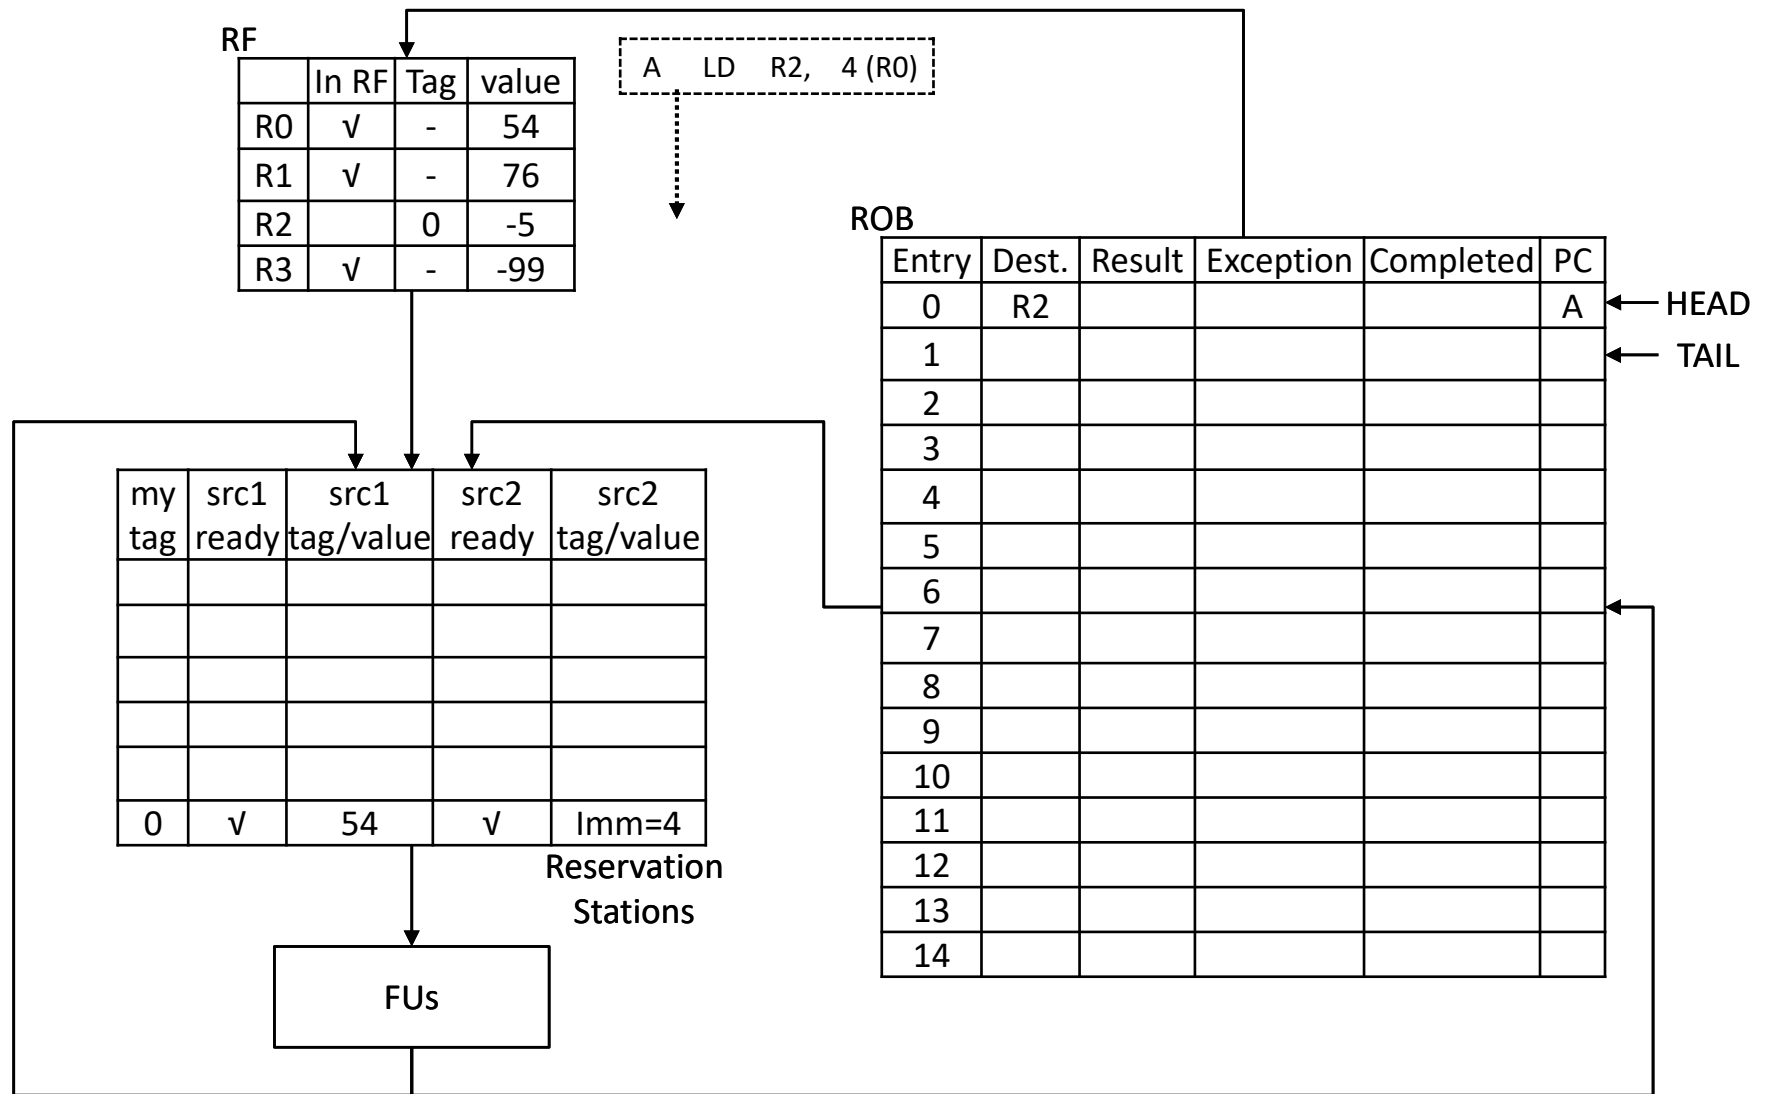 RF
A LD R2, 4 (R0)
In RF Tag value
R0 √ - 54
R1 √ - 76
R2 0 -5
R3 √ - -99
ROB
Entry Dest. Result Exception Completed PC
0 R2 A
HEAD
1
TAIL
2
3
4
5
6
7
8
9
10
11
12
13
14
my tag src1 ready src1 tag/value src2 ready src2 tag/value
0 √ 54 √ Imm=4
Reservation
Stations
FUs